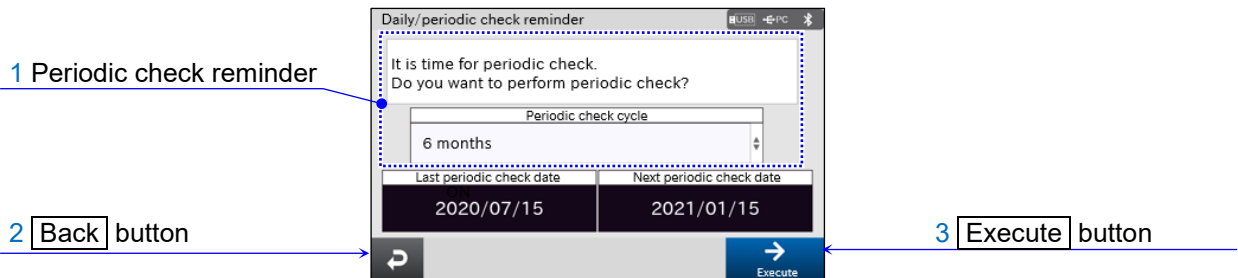 Daily/periodic check reminder
USB PC
1 Periodic check reminder
It is time for periodic check.
Do you want to perform periodic check?
Periodic check cycle
6 months
Last periodic check date Next periodic check date
2020/07/15 2021/01/15
2 Back button
3 Execute button
Execute